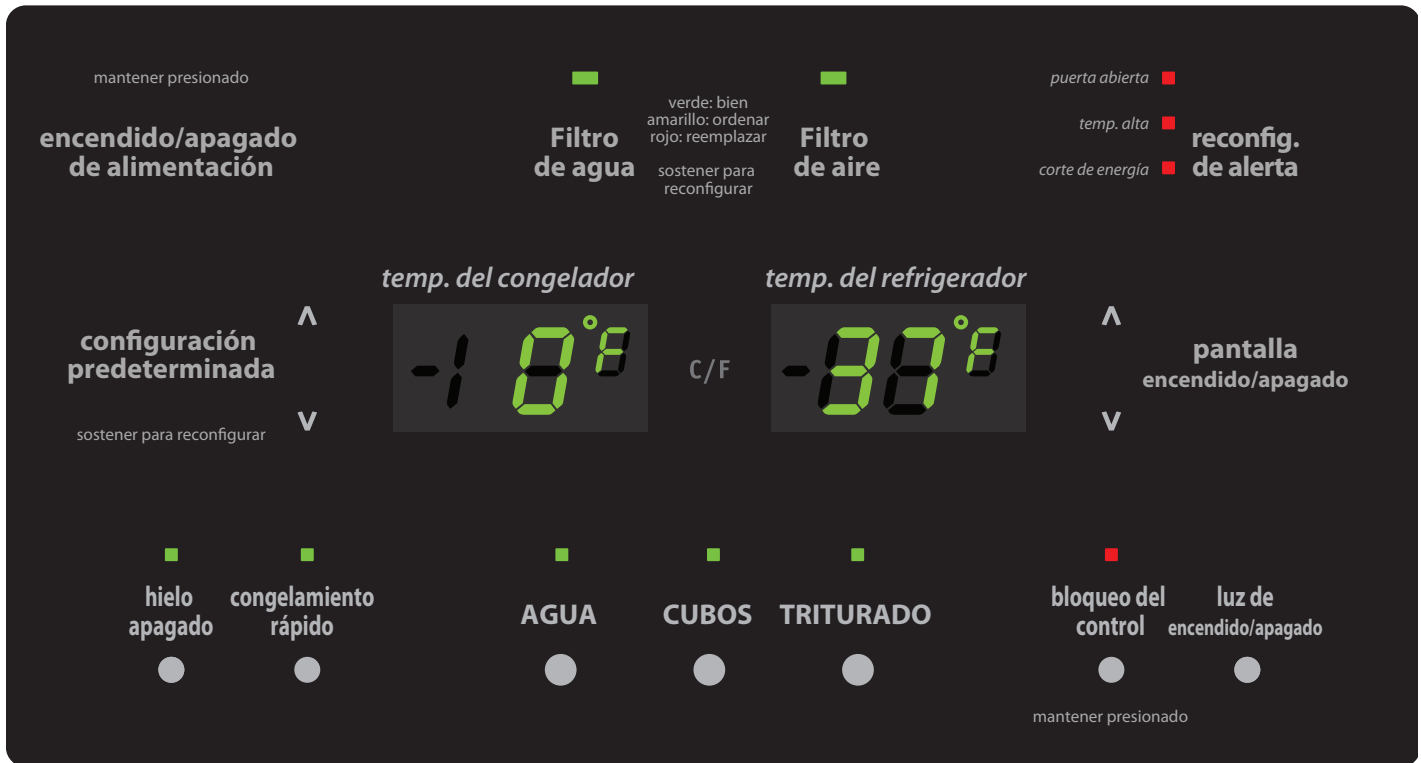 mantener presionado
encendido/apagado
de alimentación
Filtro
de agua
verde: bien
amarillo: ordenar
rojo: reemplazar
sostener para
reconfigurar
Filtro
de aire
puerta abierta
temp. alta
corte de energía
reconfig.
de alerta
temp. del congelador
temp. del refrigerador
configuración
predeterminada
sostener para reconfigurar
0°F
C/F
37°F
pantalla
encendido/apagado
hielo
apagado
congelamiento
rápido
AGUA
CUBOS
TRITURADO
bloqueo del
control
mantener presionado
luz de
encendido/apagado